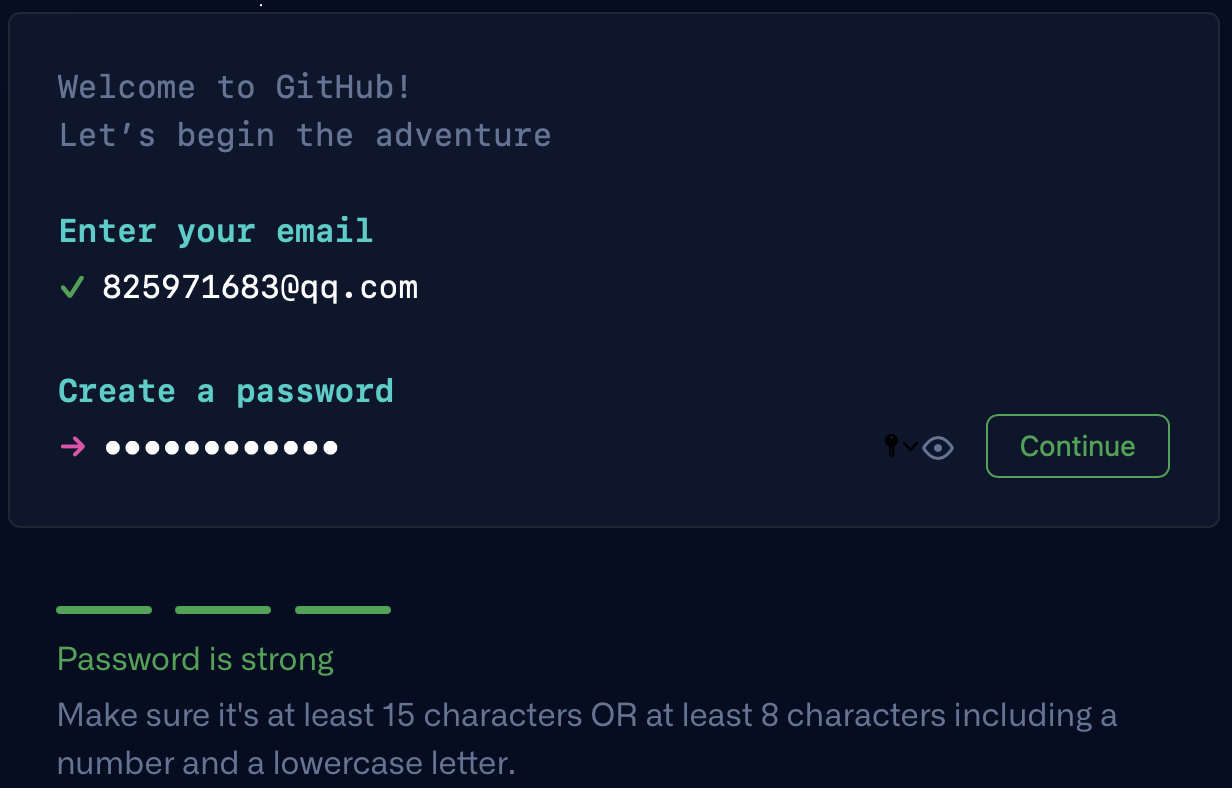 Welcome to GitHub!
Let’s begin the adventure
Enter your email
825971683@qq.com
Create a password
●●●●●●●●●●●●
Continue
Password is strong
Make sure it's at least 15 characters OR at least 8 characters including a
number and a lowercase letter.